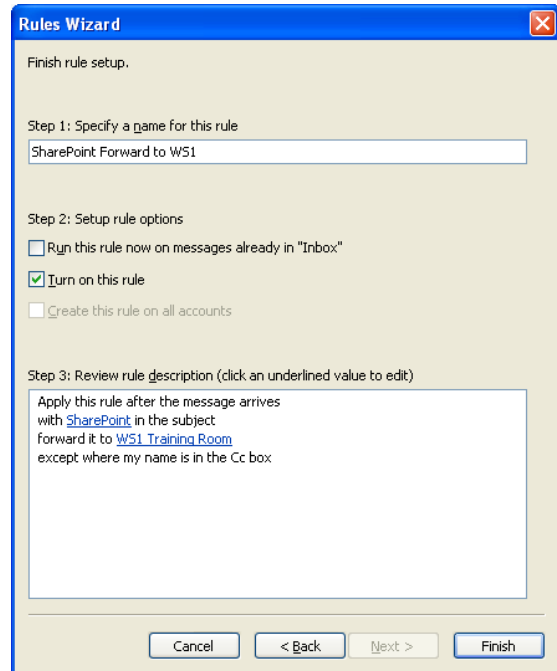 Rules Wizard
Finish rule setup.
Step 1: Specify a name for this rule
SharePoint Forward to WS1
Step 2: Setup rule options
Run this rule now on messages already in "Inbox"
Turn on this rule
Create this rule on all accounts
Step 3: Review rule description (click an underlined value to edit)
Apply this rule after the message arrives
with SharePoint in the subject
forward it to WS1 Training Room
except where my name is in the Cc box
Cancel < Back Next > Finish